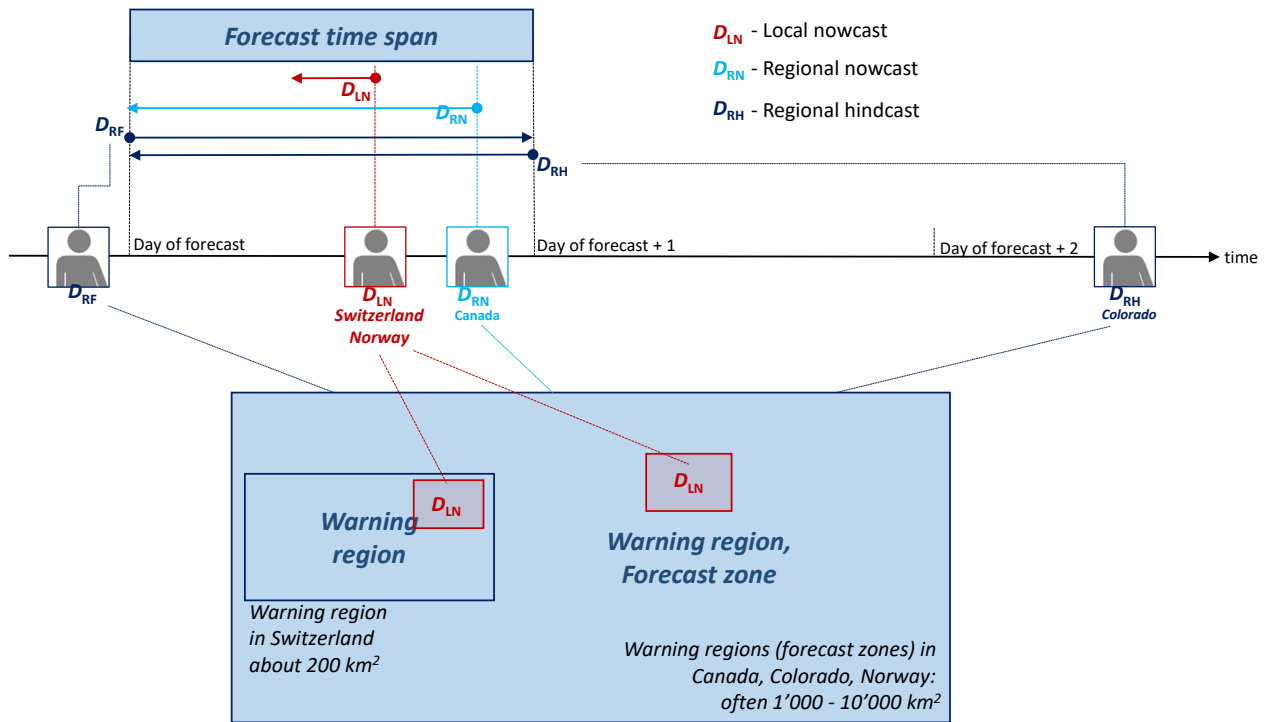 Forecast time span
D_LN - Local nowcast
D_RN - Regional nowcast
D_RH - Regional hindcast
D_LN
D_RN
D_RF
D_RH
Day of forecast
Day of forecast + 1
Day of forecast + 2
time
D_RF
D_LN
Switzerland
Norway
D_RN
Canada
D_RH
Colorado
D_LN
D_LN
Warning
region
Warning region,
Forecast zone
Warning region
in Switzerland
about 200 km²
Warning regions (forecast zones) in
Canada, Colorado, Norway:
often 1’000 - 10’000 km²